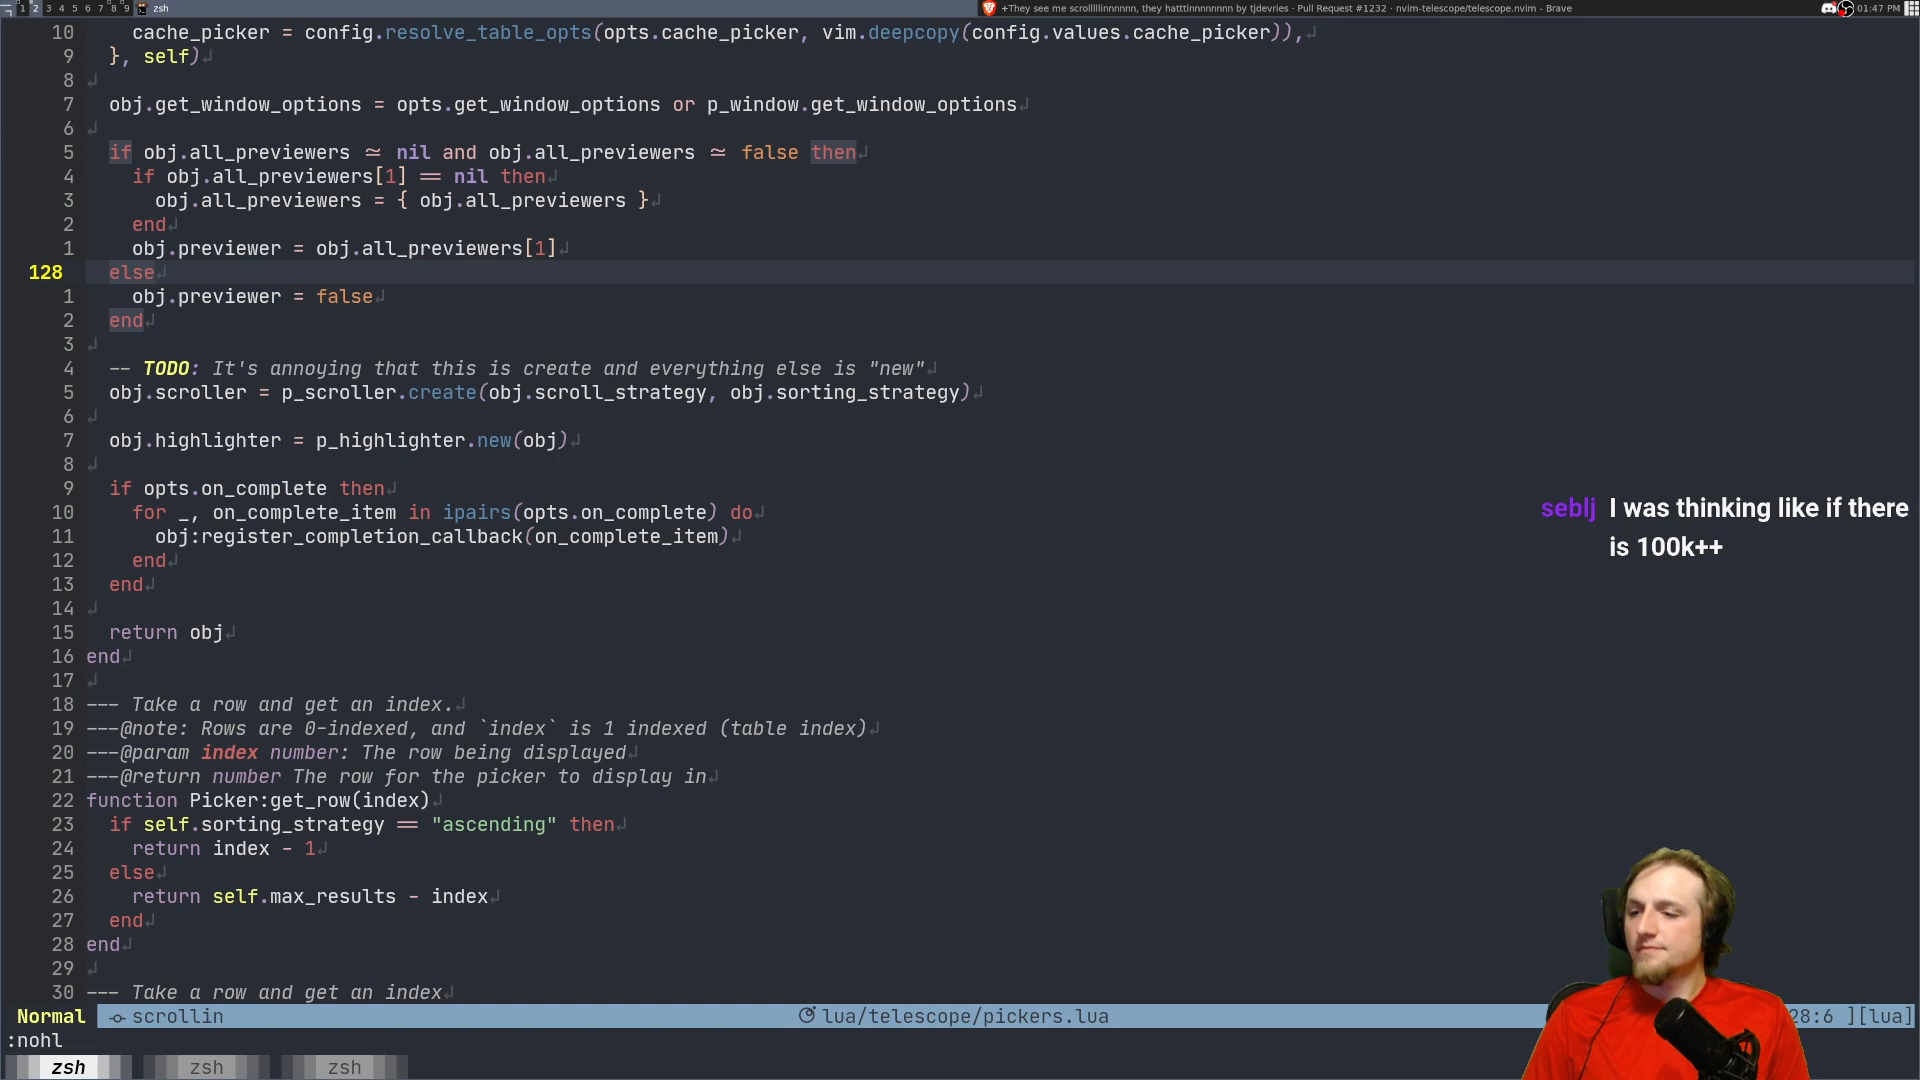 1 2 3 4 5 6 7 8 9 zsh +They see me scrolllllinnnnnn, they hatttinnnnnnnn by tjdevries · Pull Request #1232 · nvim-telescope/telescope.nvim - Brave 01:47 PM
10 cache_picker = config.resolve_table_opts(opts.cache_picker, vim.deepcopy(config.values.cache_picker)),
9 }, self)
8
7 obj.get_window_options = opts.get_window_options or p_window.get_window_options
6
5 if obj.all_previewers ~= nil and obj.all_previewers ~= false then
4 if obj.all_previewers[1] == nil then
3 obj.all_previewers = { obj.all_previewers }
2 end
1 obj.previewer = obj.all_previewers[1]
128 else
1 obj.previewer = false
2 end
3
4 -- TODO: It's annoying that this is create and everything else is "new"
5 obj.scroller = p_scroller.create(obj.scroll_strategy, obj.sorting_strategy)
6
7 obj.highlighter = p_highlighter.new(obj)
8
9 if opts.on_complete then
10 for _, on_complete_item in ipairs(opts.on_complete) do
11 obj:register_completion_callback(on_complete_item)
12 end
13 end
14
15 return obj
16 end
17
18 --- Take a row and get an index.
19 ---@note: Rows are 0-indexed, and `index` is 1 indexed (table index)
20 ---@param index number: The row being displayed
21 ---@return number The row for the picker to display in
22 function Picker:get_row(index)
23 if self.sorting_strategy == "ascending" then
24 return index - 1
25 else
26 return self.max_results - index
27 end
28 end
29
30 --- Take a row and get an index
seblj I was thinking like if there
is 100k++
Normal scrollin lua/telescope/pickers.lua 28:6 ][lua]
:nohl
zsh zsh zsh